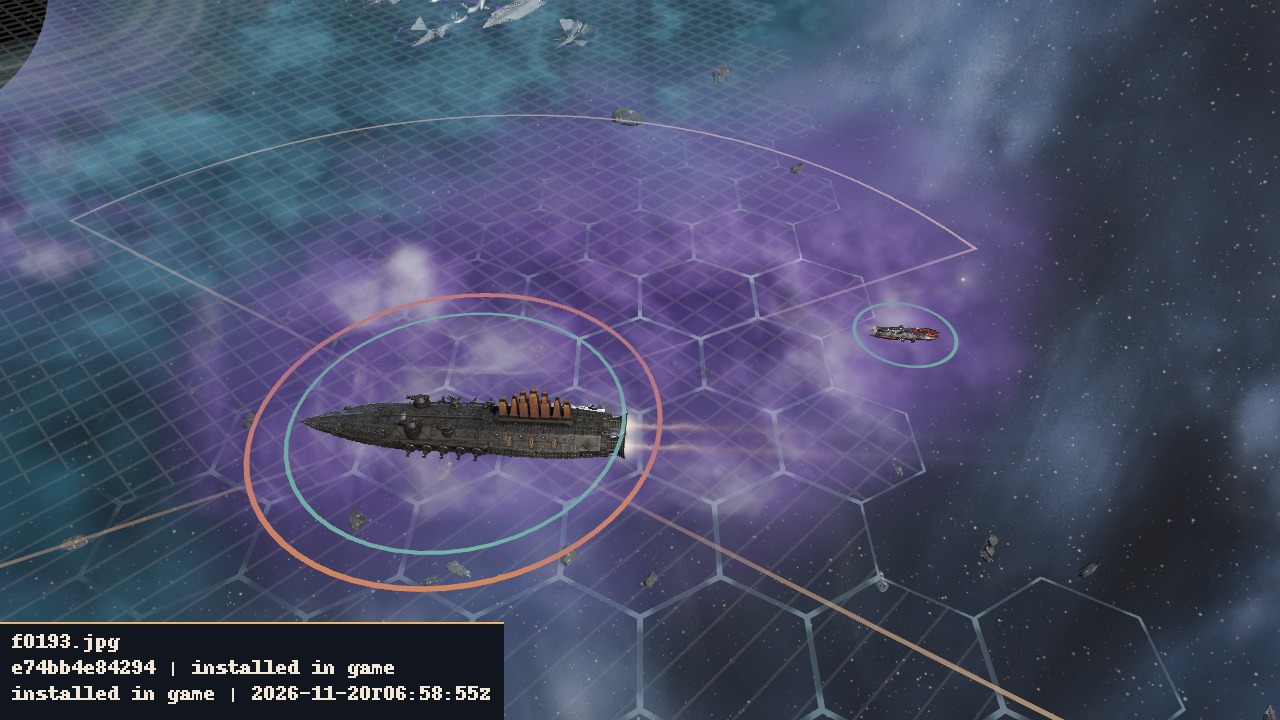 f0193.jpg
e74bb4e84294 | installed in game
installed in game | 2026-11-20T06:58:55Z